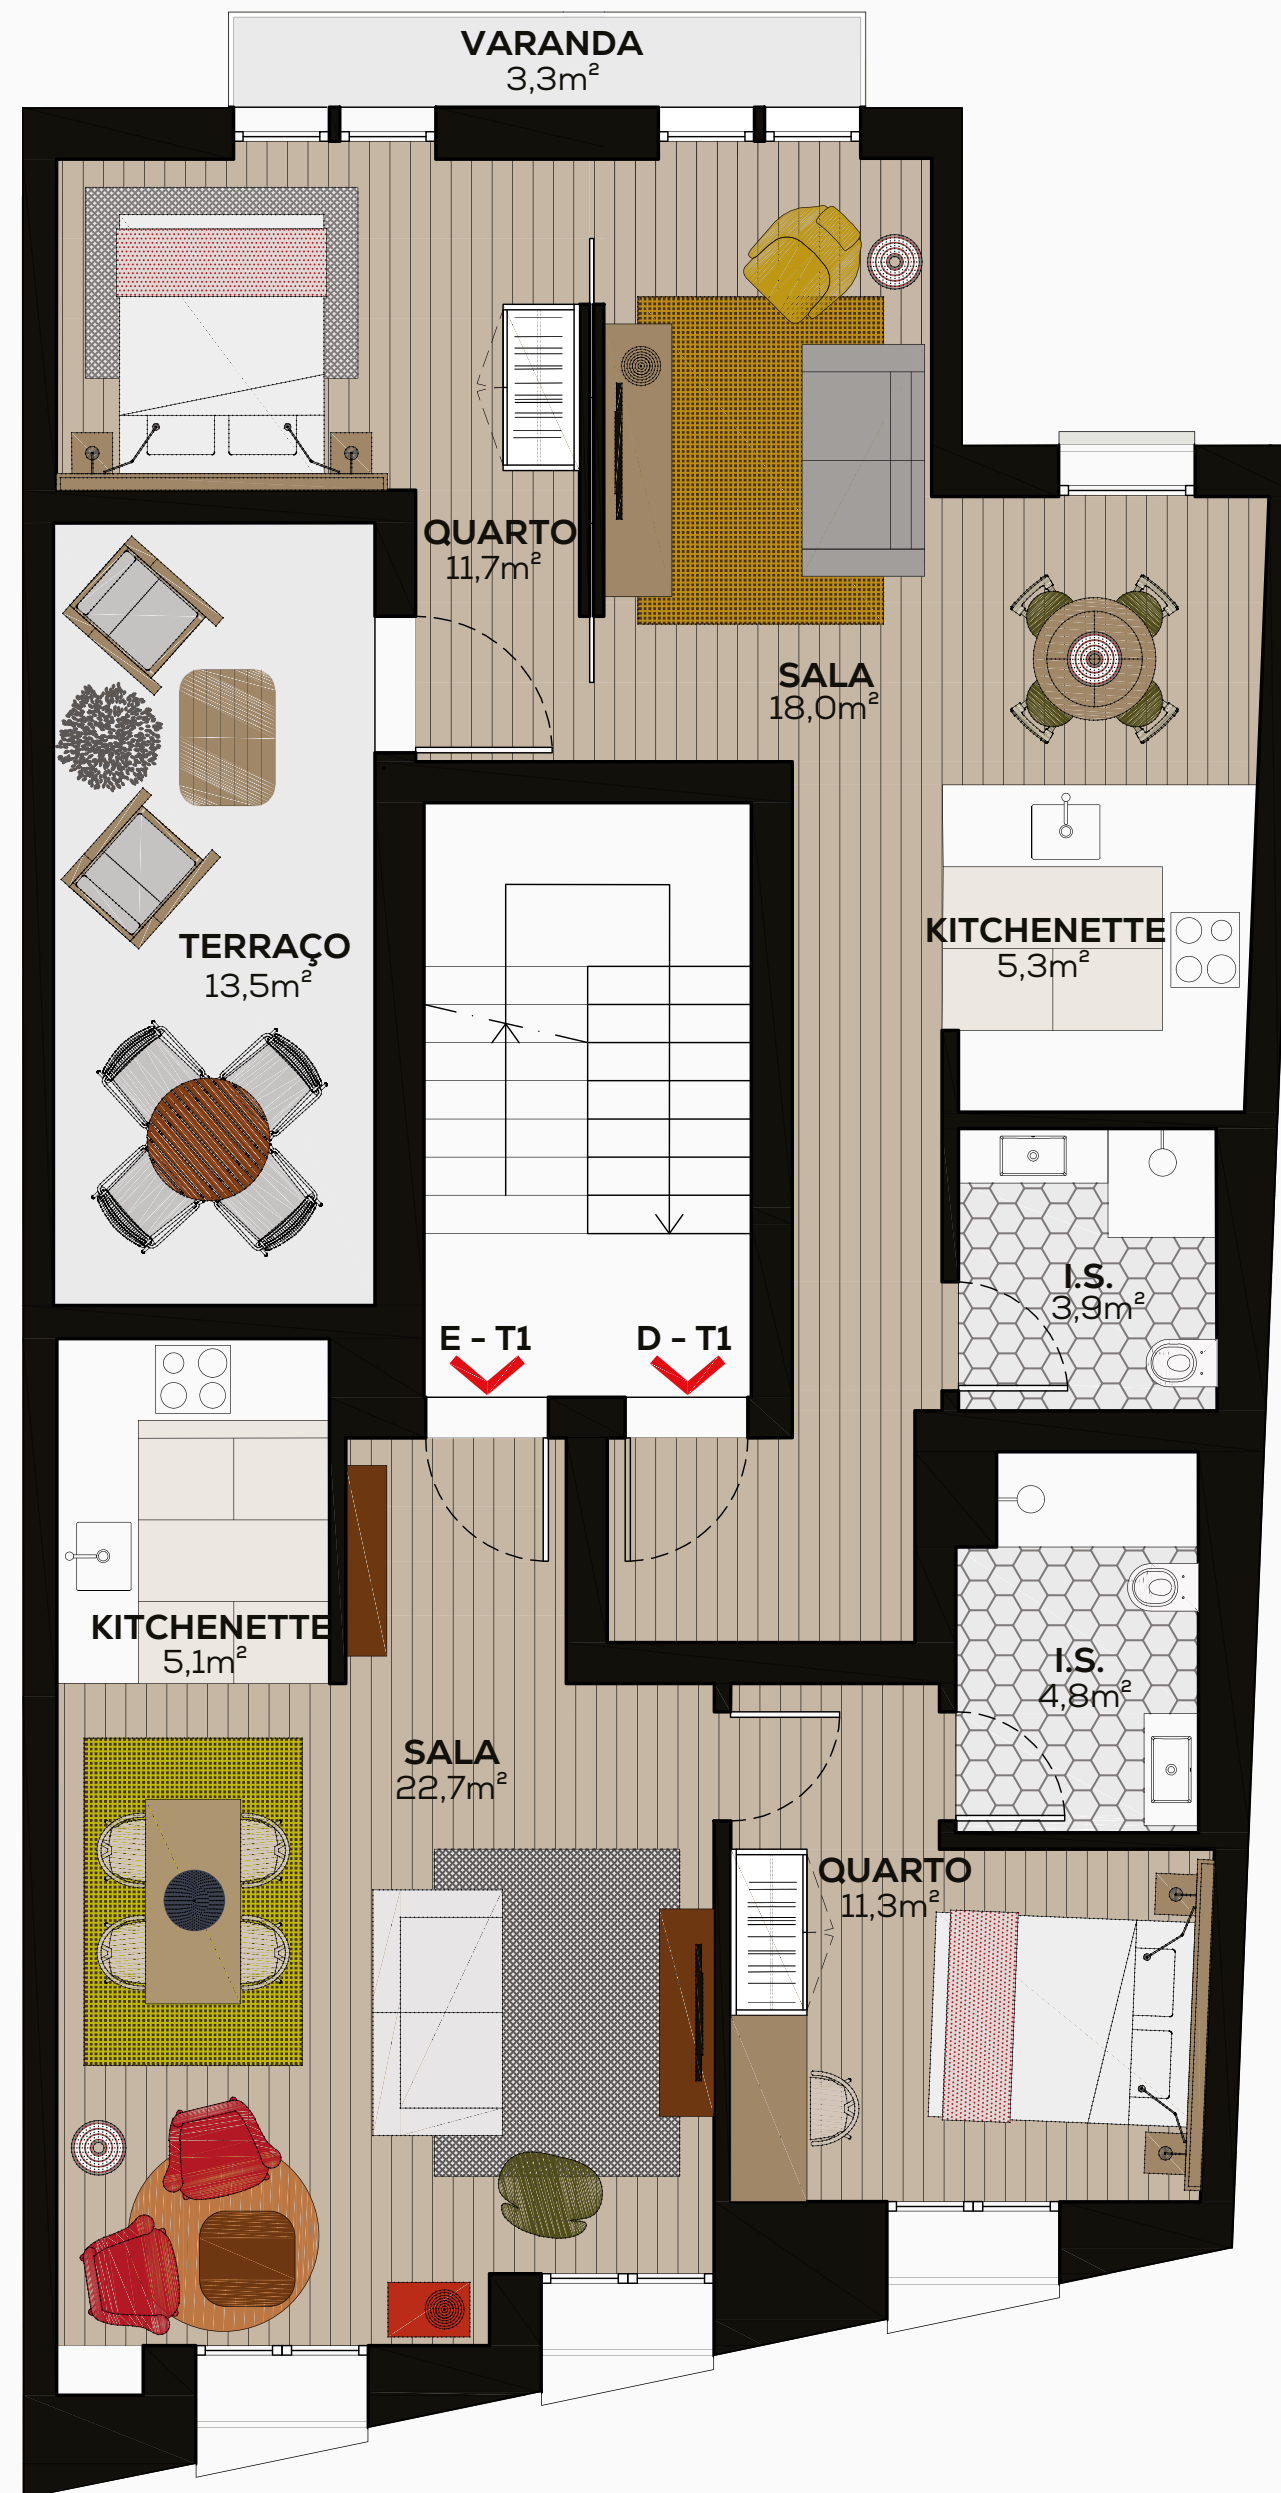 VARANDA
3,3m²
QUARTO
11,7m²
SALA
18,0m²
KITCHENETTE
5,3m²
TERRAÇO
13,5m²
I.S.
3,9m²
E - T1
D - T1
KITCHENETTE
5,1m²
I.S.
4,8m²
SALA
22,7m²
QUARTO
11,3m²